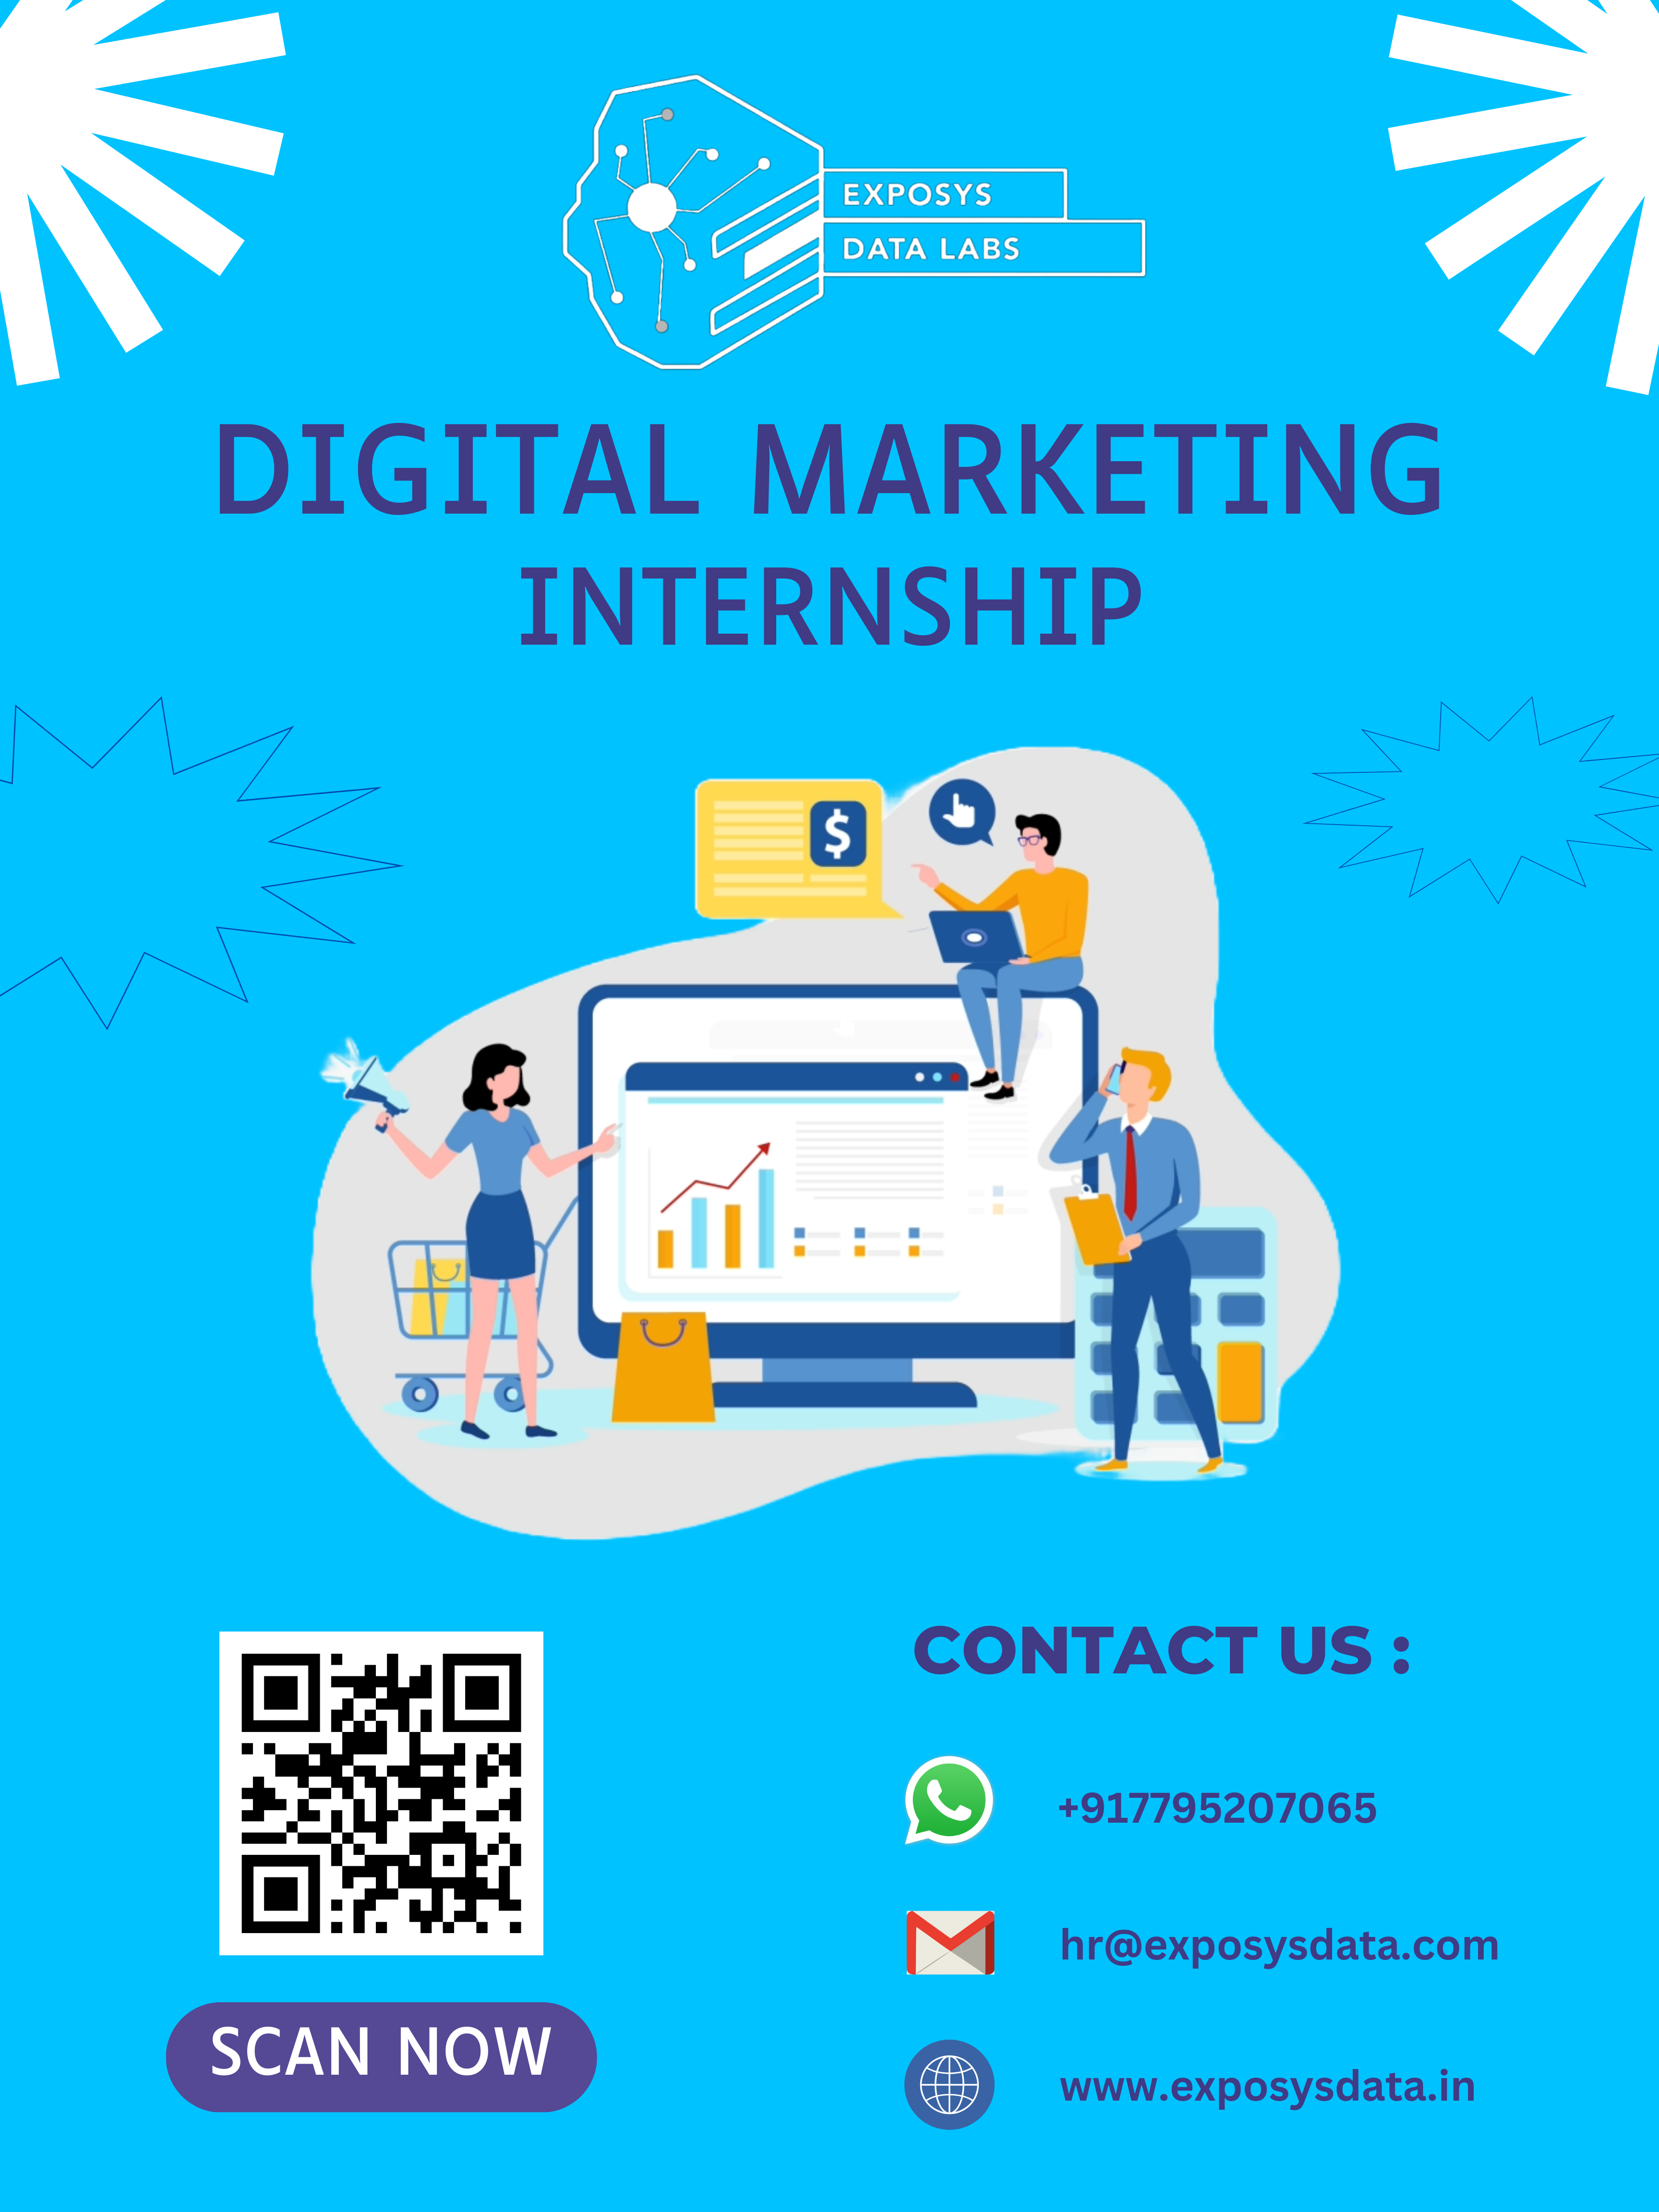 EXPOSYS
DATA LABS
DIGITAL MARKETING
INTERNSHIP
$
CONTACT US :
+917795207065
hr@exposysdata.com
www.exposysdata.in
SCAN NOW